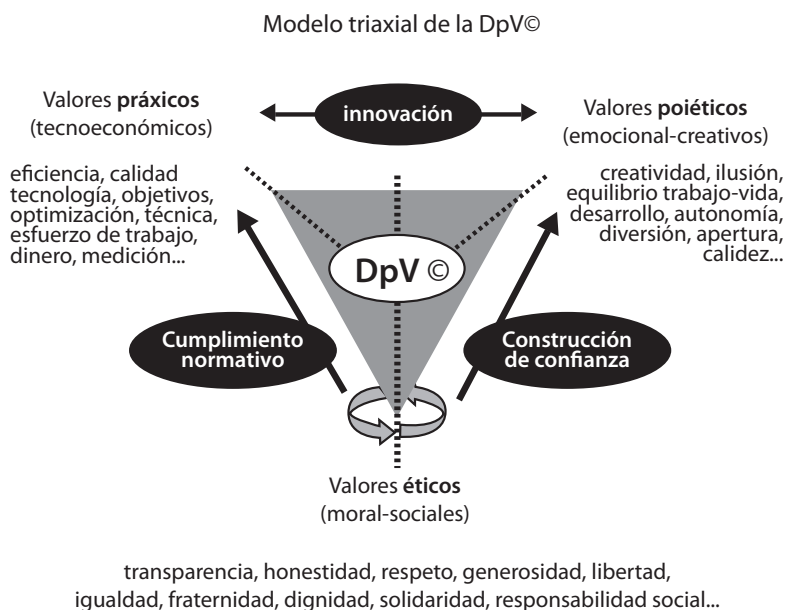 Modelo triaxial de la DpV©
Valores práxicos
(tecnoeconómicos)
innovación
Valores poiéticos
(emocional-creativos)
eficiencia, calidad
tecnología, objetivos,
optimización, técnica,
esfuerzo de trabajo,
dinero, medición...
creatividad, ilusión,
equilibrio trabajo-vida,
desarrollo, autonomía,
diversión, apertura,
calidez...
DpV ©
Cumplimiento
normativo
Construcción
de confianza
Valores éticos
(moral-sociales)
transparencia, honestidad, respeto, generosidad, libertad,
igualdad, fraternidad, dignidad, solidaridad, responsabilidad social...